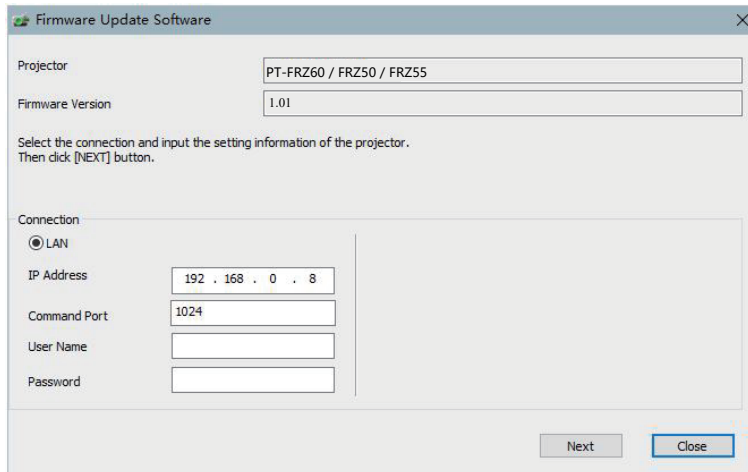 Firmware Update Software
Projector
PT-FRZ60 / FRZ50 / FRZ55
Firmware Version
1.01
Select the connection and input the setting information of the projector.
Then click [NEXT] button.
Connection
LAN
IP Address
192 . 168 . 0 . 8
Command Port
1024
User Name
Password
Next
Close